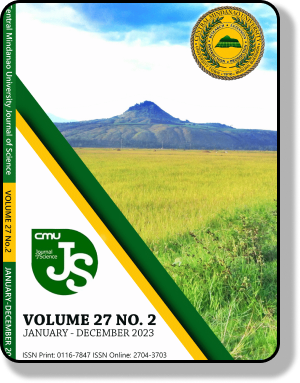 Central Mindanao University Journal of Science
VOLUME 27 No.2
JANUARY-DECEMBER
CMU
Journal of Science
JS
VOLUME 27 NO. 2
JANUARY - DECEMBER 2023
ISSN Print: 0116-7847 ISSN Online: 2704-3703